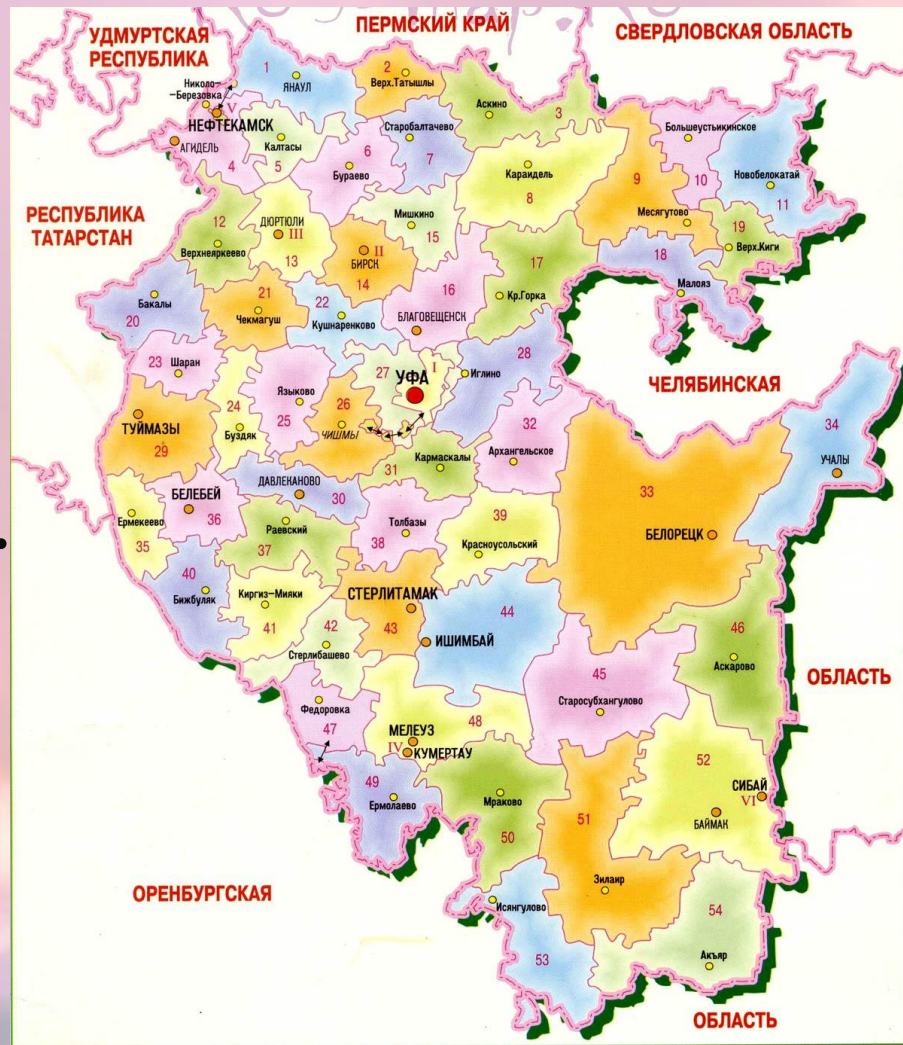 ПЕРМСКИЙ КРАЙ
УДМУРТСКАЯ
РЕСПУБЛИКА
СВЕРДЛОВСКАЯ ОБЛАСТЬ
1
ЯНАУЛ
2
Верх.Татышлы
Николо-
-Березовка
V
НЕФТЕКАМСК
АГИДЕЛЬ
4
Калтасы
5
6
Бураево
Старобалтачево
7
Аскино
3
Караидель
8
9
Месягутово
Большеустьикинское
10
Новобелокатай
11
19
Верх.Киги
18
Малояз
РЕСПУБЛИКА
ТАТАРСТАН
12
Верхнеяркеево
ДЮРТЮЛИ
III
13
II
БИРСК
14
Мишкино
15
16
БЛАГОВЕЩЕНСК
17
Кр.Горка
Бакалы
20
21
Чекмагуш
22
Кушнаренково
23
Шаран
24
Буздяк
Языково
25
26
ЧИШМЫ
27
I
УФА
28
Иглино
ЧЕЛЯБИНСКАЯ
ТУЙМАЗЫ
29
ДАВЛЕКАНОВО
30
31
Кармаскалы
32
Архангельское
33
БЕЛОРЕЦК
34
УЧАЛЫ
Ермекеево
35
БЕЛЕБЕЙ
36
Раевский
37
Толбазы
38
39
Красноусольский
40
Бижбуляк
Киргиз-Мияки
41
42
Стерлибашево
СТЕРЛИТАМАК
43
ИШИМБАЙ
44
45
Старосубхангулово
46
Аскарово
ОБЛАСТЬ
Федоровка
47
48
МЕЛЕУЗ
IV
КУМЕРТАУ
49
Ермолаево
Мраково
50
51
Зилаир
52
СИБАЙ
VI
БАЙМАК
Исянгулово
53
54
Акъяр
ОРЕНБУРГСКАЯ
ОБЛАСТЬ